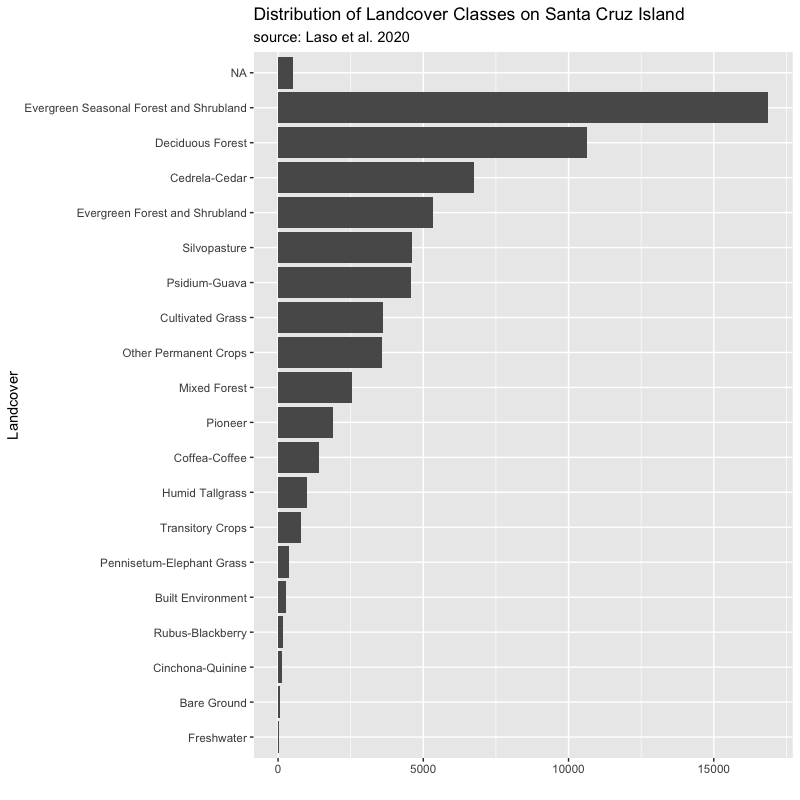 Distribution of Landcover Classes on Santa Cruz Island
source: Laso et al. 2020
NA
Evergreen Seasonal Forest and Shrubland
Deciduous Forest
Cedrela-Cedar
Evergreen Forest and Shrubland
Silvopasture
Psidium-Guava
Cultivated Grass
Other Permanent Crops
Mixed Forest
Pioneer
Coffea-Coffee
Humid Tallgrass
Transitory Crops
Pennisetum-Elephant Grass
Built Environment
Rubus-Blackberry
Cinchona-Quinine
Bare Ground
Freshwater
Landcover
0 5000 10000 15000